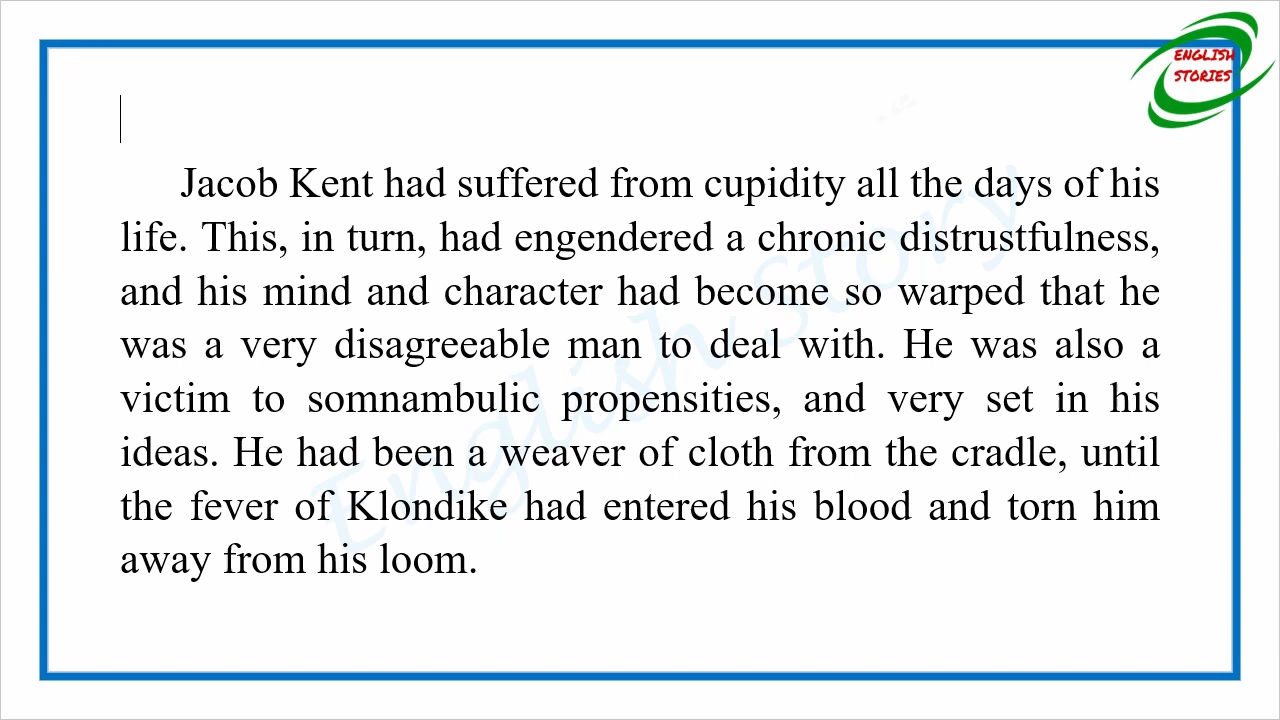 ENGLISH
STORIES
Jacob Kent had suffered from cupidity all the days of his
life. This, in turn, had engendered a chronic distrustfulness,
and his mind and character had become so warped that he
was a very disagreeable man to deal with. He was also a
victim to somnambulic propensities, and very set in his
ideas. He had been a weaver of cloth from the cradle, until
the fever of Klondike had entered his blood and torn him
away from his loom.
English Story